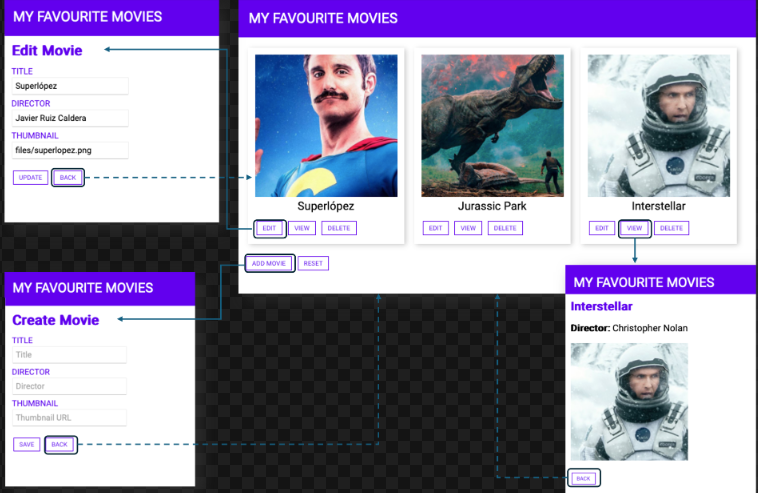 MY FAVOURITE MOVIES
Edit Movie
TITLE
Superlópez
DIRECTOR
Javier Ruiz Caldera
THUMBNAIL
files/superlopez.png
UPDATE BACK
MY FAVOURITE MOVIES
Superlópez
EDIT VIEW DELETE
Jurassic Park
EDIT VIEW DELETE
Interstellar
EDIT VIEW DELETE
ADD MOVIE RESET
MY FAVOURITE MOVIES
Create Movie
TITLE
Title
DIRECTOR
Director
THUMBNAIL
Thumbnail URL
SAVE BACK
MY FAVOURITE MOVIES
Interstellar
Director: Christopher Nolan
BACK